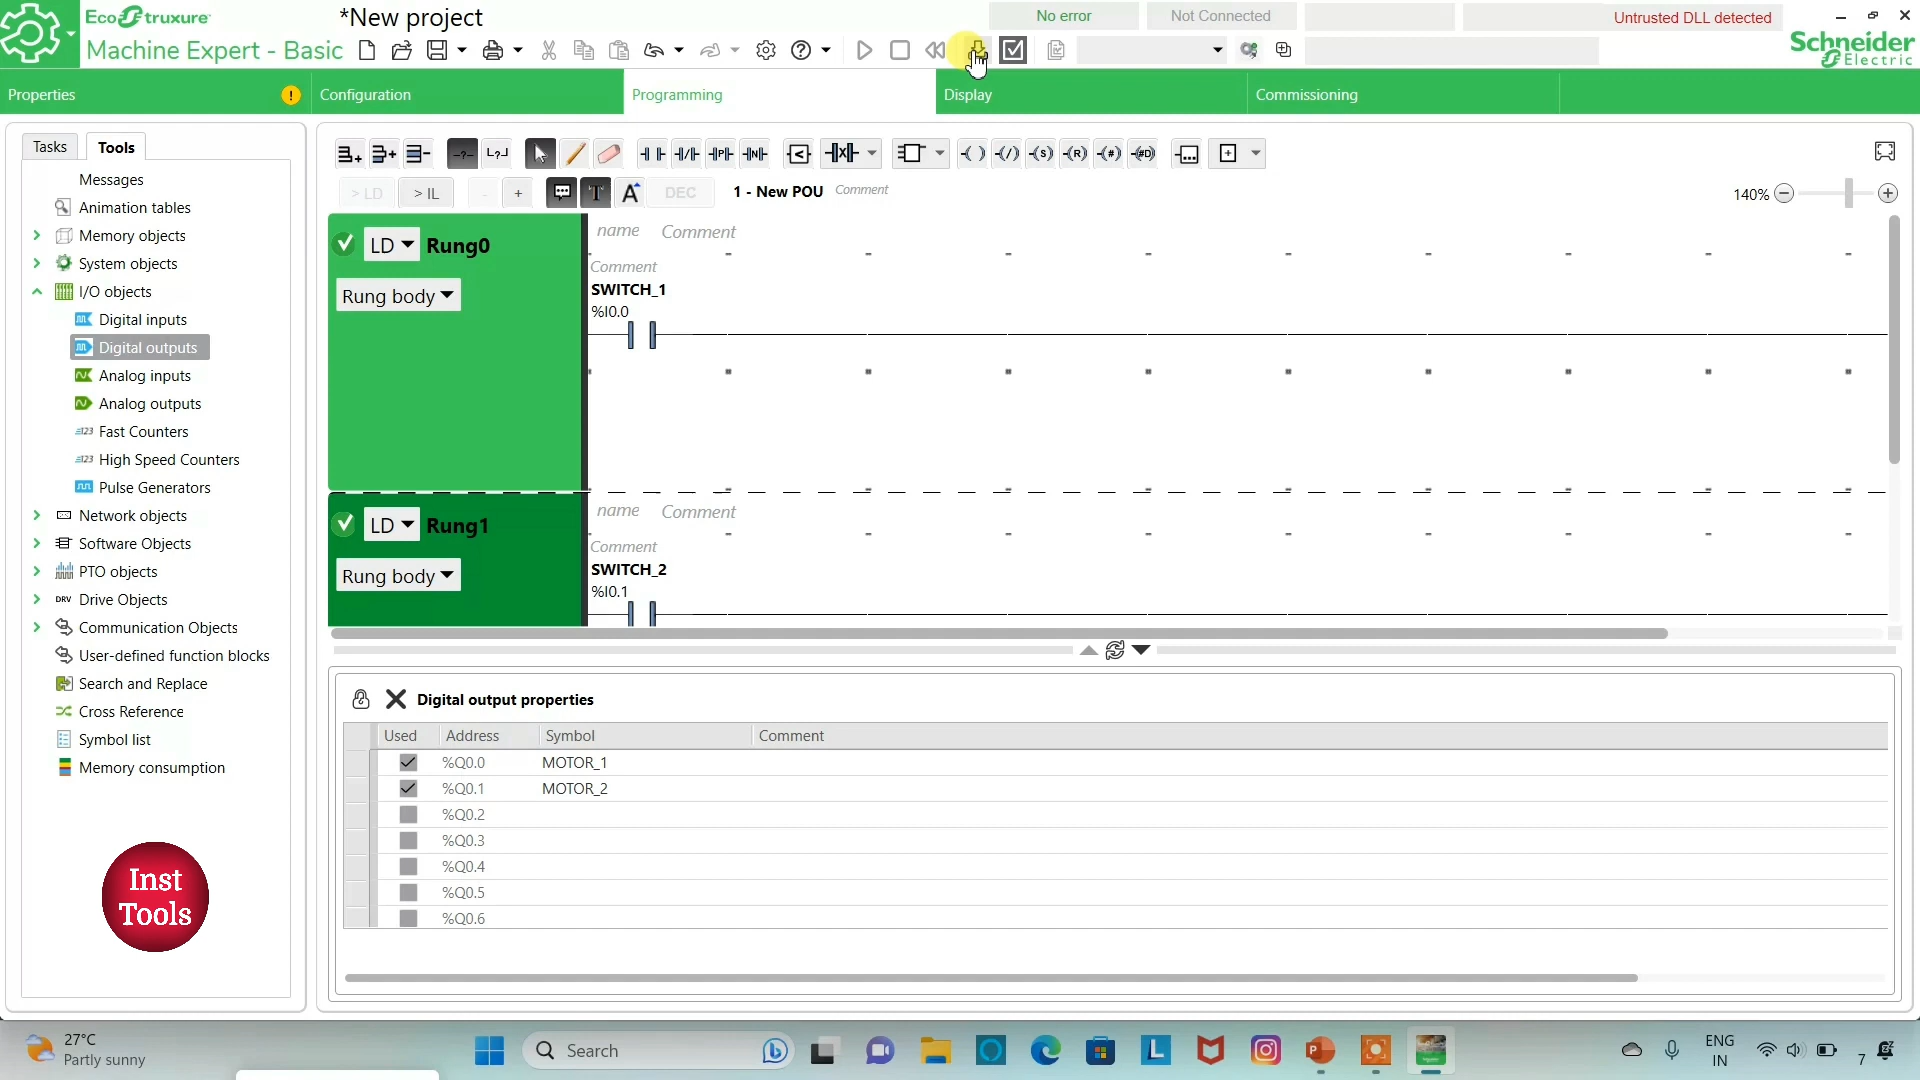 EcoStruxure
Machine Expert - Basic
*New project
No error
Not Connected
Untrusted DLL detected
Schneider
Electric
Properties
!
Configuration
Programming
Display
Commissioning
Tasks
Tools
Messages
Animation tables
Memory objects
System objects
I/O objects
Digital inputs
Digital outputs
Analog inputs
Analog outputs
Fast Counters
High Speed Counters
Pulse Generators
Network objects
Software Objects
PTO objects
DRV Drive Objects
Communication Objects
User-defined function blocks
Search and Replace
Cross Reference
Symbol list
Memory consumption
Inst
Tools
> LD
> IL
-
+
T
A
DEC
1 - New POU
Comment
140%
LD
Rung0
name
Comment
Rung body
Comment
SWITCH_1
%I0.0
LD
Rung1
name
Comment
Rung body
Comment
SWITCH_2
%I0.1
Digital output properties
Used Address Symbol Comment
%Q0.0 MOTOR_1
%Q0.1 MOTOR_2
%Q0.2
%Q0.3
%Q0.4
%Q0.5
%Q0.6
27°C
Partly sunny
Search
ENG
IN
7